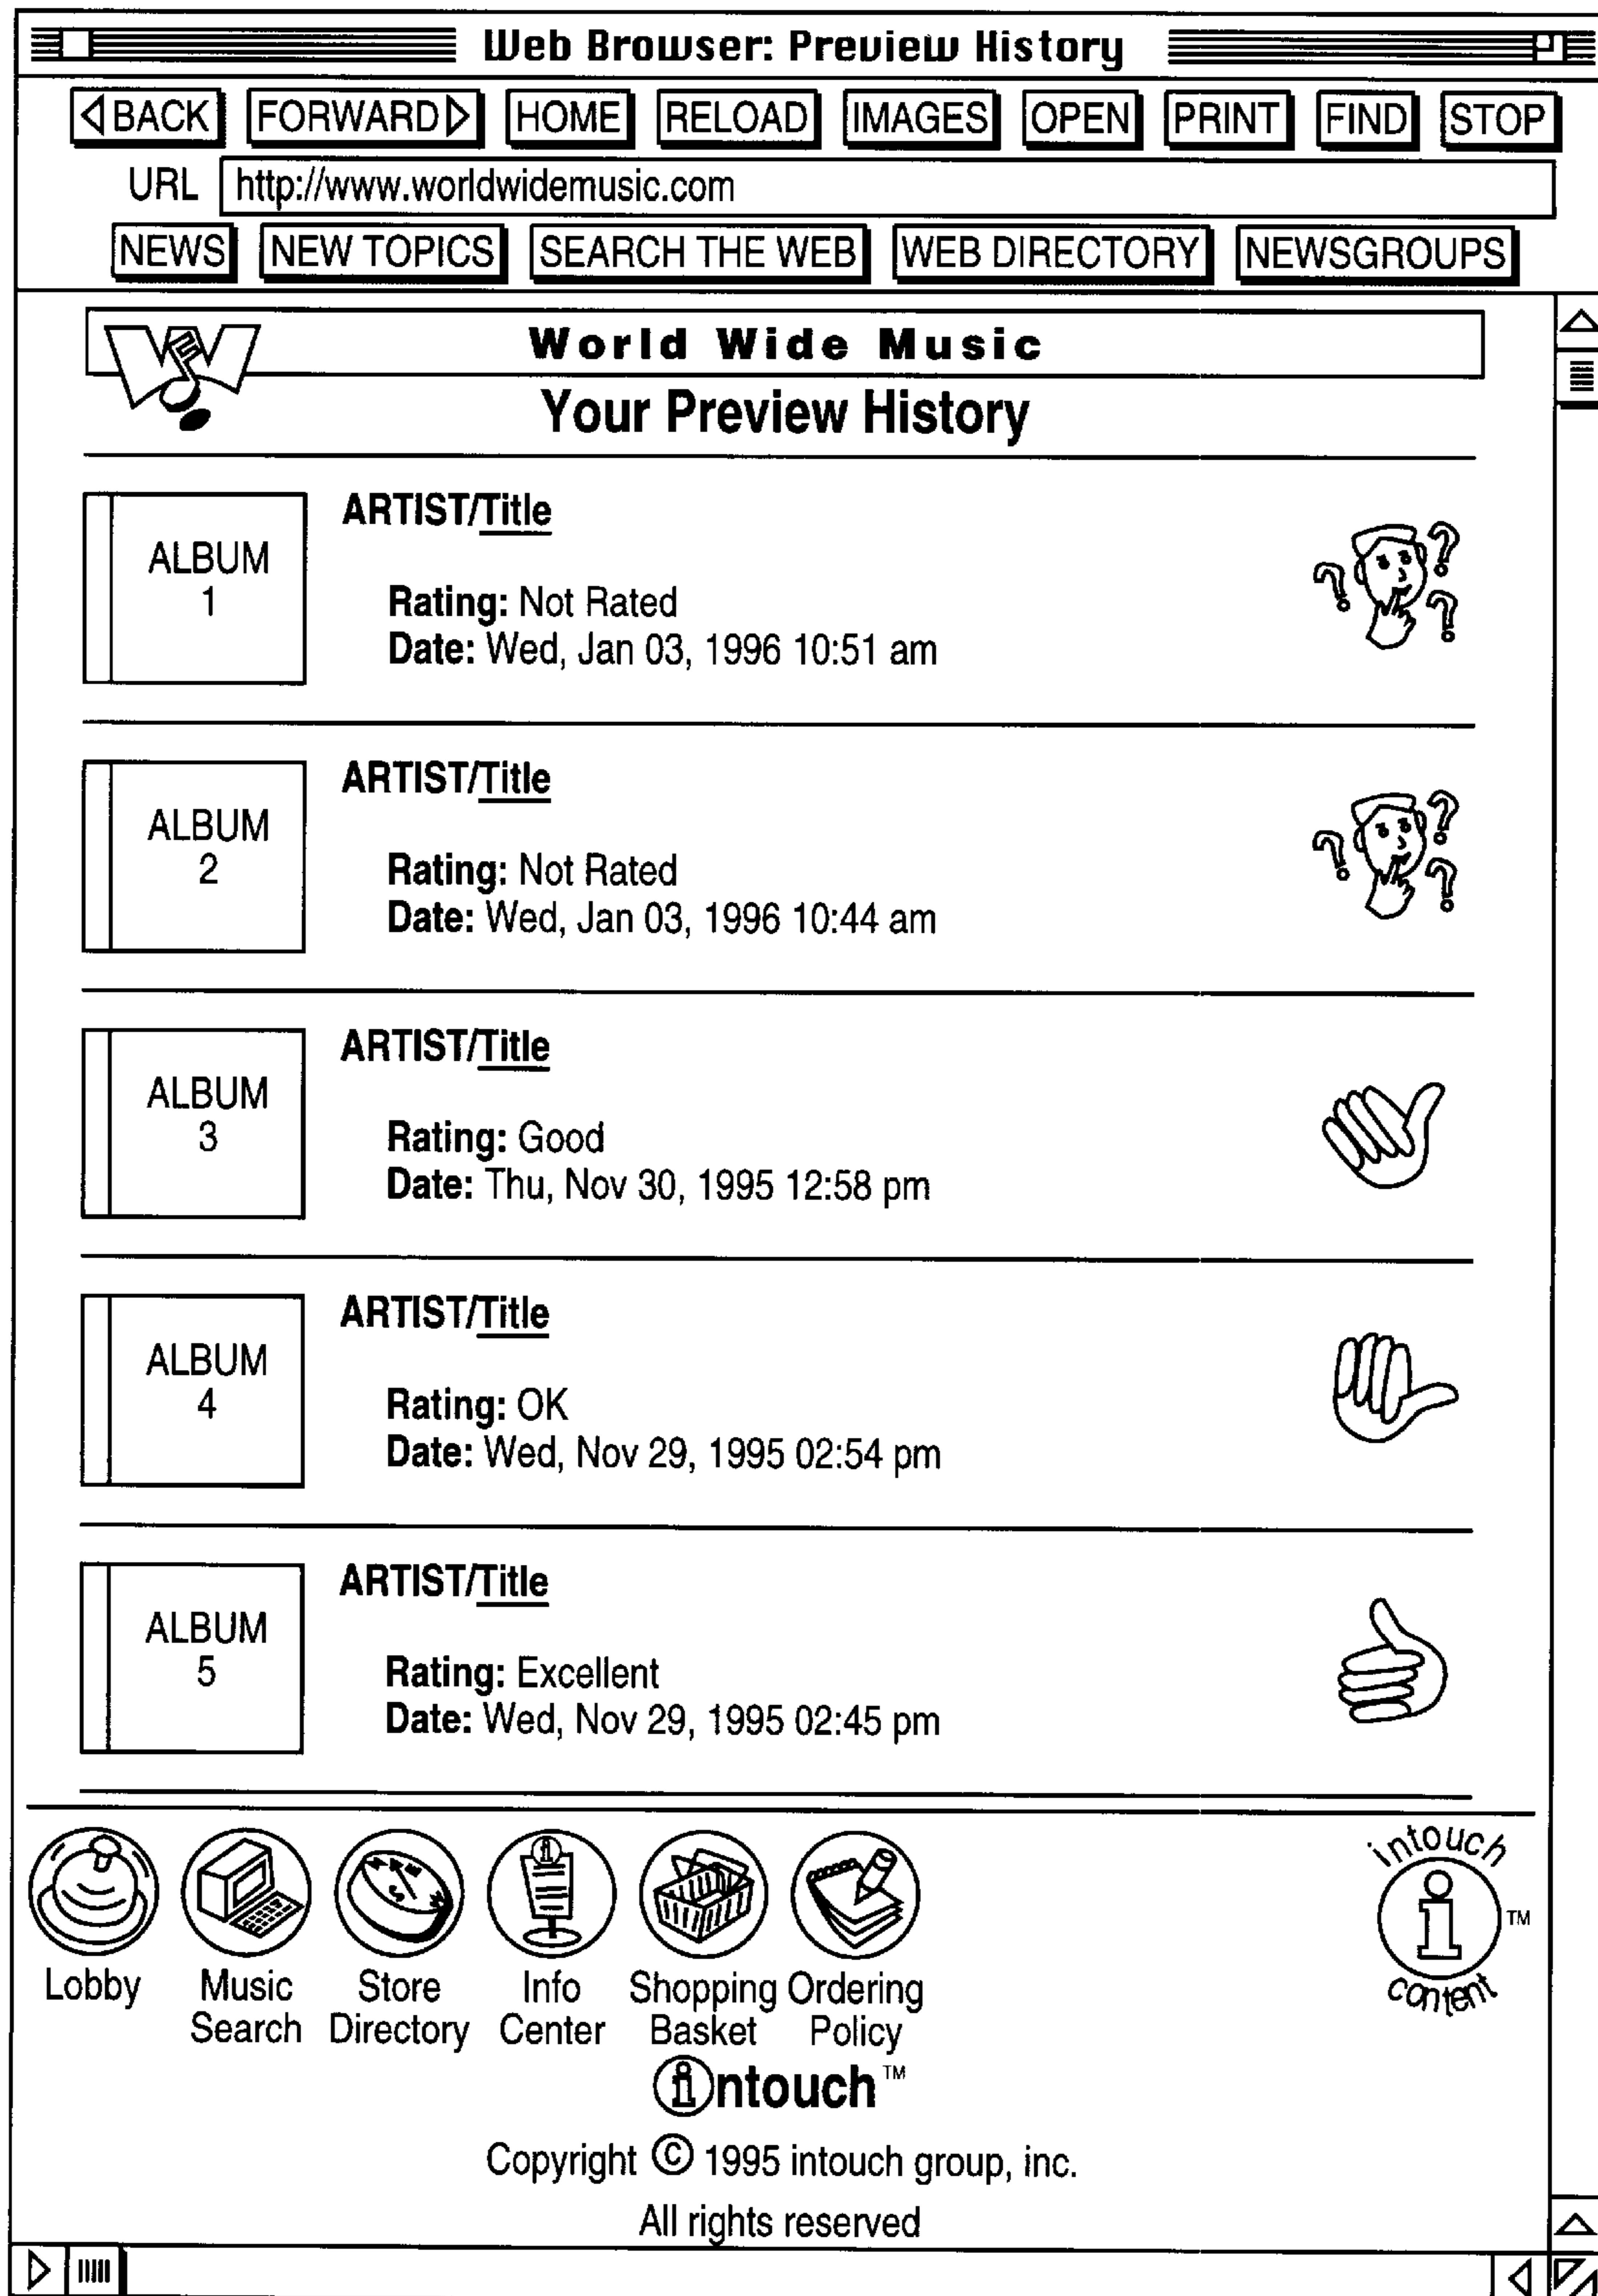 Web Browser: Preview History
BACK FORWARD HOME RELOAD IMAGES OPEN PRINT FIND STOP
URL http://www.worldwidemusic.com
NEWS NEW TOPICS SEARCH THE WEB WEB DIRECTORY NEWSGROUPS
World Wide Music
Your Preview History
ALBUM
1
ARTIST/Title
Rating: Not Rated
Date: Wed, Jan 03, 1996 10:51 am
? ? ?
ALBUM
2
ARTIST/Title
Rating: Not Rated
Date: Wed, Jan 03, 1996 10:44 am
? ? ?
ALBUM
3
ARTIST/Title
Rating: Good
Date: Thu, Nov 30, 1995 12:58 pm
ALBUM
4
ARTIST/Title
Rating: OK
Date: Wed, Nov 29, 1995 02:54 pm
ALBUM
5
ARTIST/Title
Rating: Excellent
Date: Wed, Nov 29, 1995 02:45 pm
Lobby
Music
Search
Store
Directory
Info
Center
Shopping
Basket
Ordering
Policy
intouch
i ™
content
intouch™
Copyright © 1995 intouch group, inc.
All rights reserved